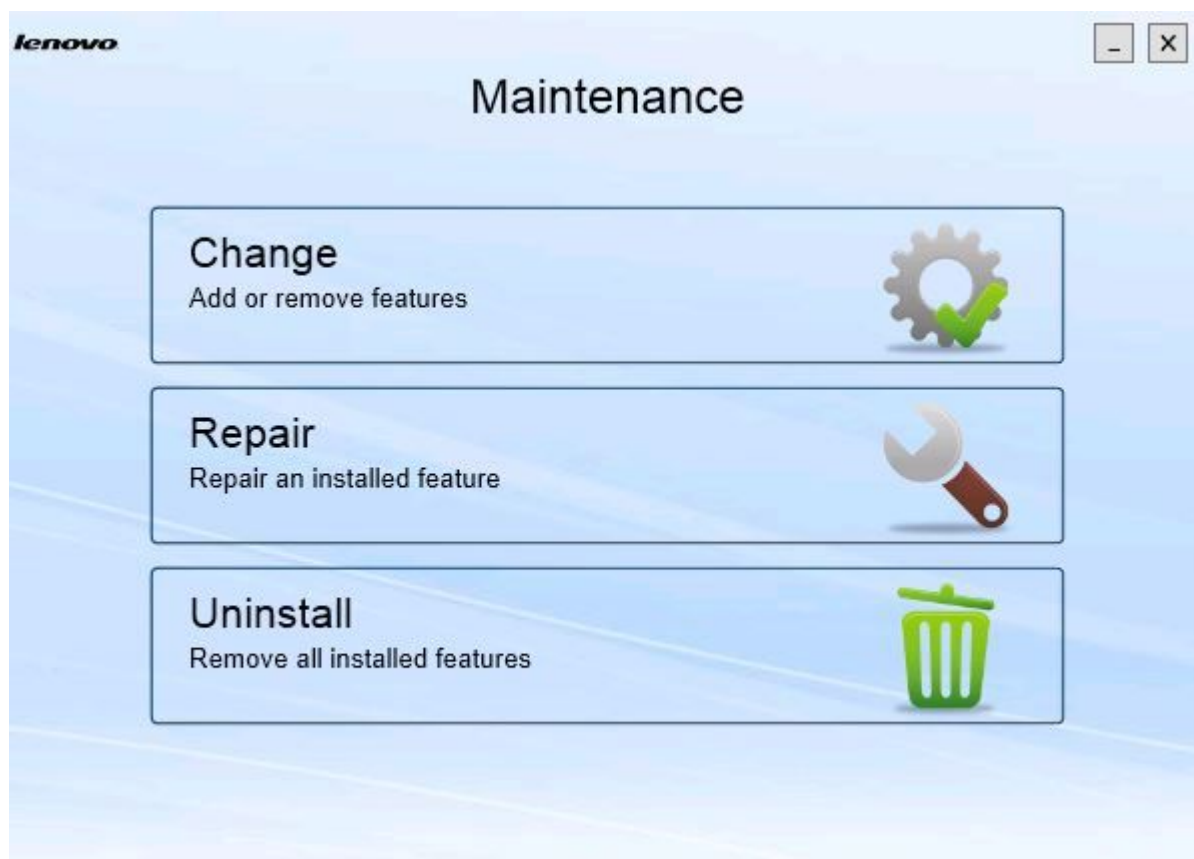 lenovo
Maintenance
Change
Add or remove features
Repair
Repair an installed feature
Uninstall
Remove all installed features